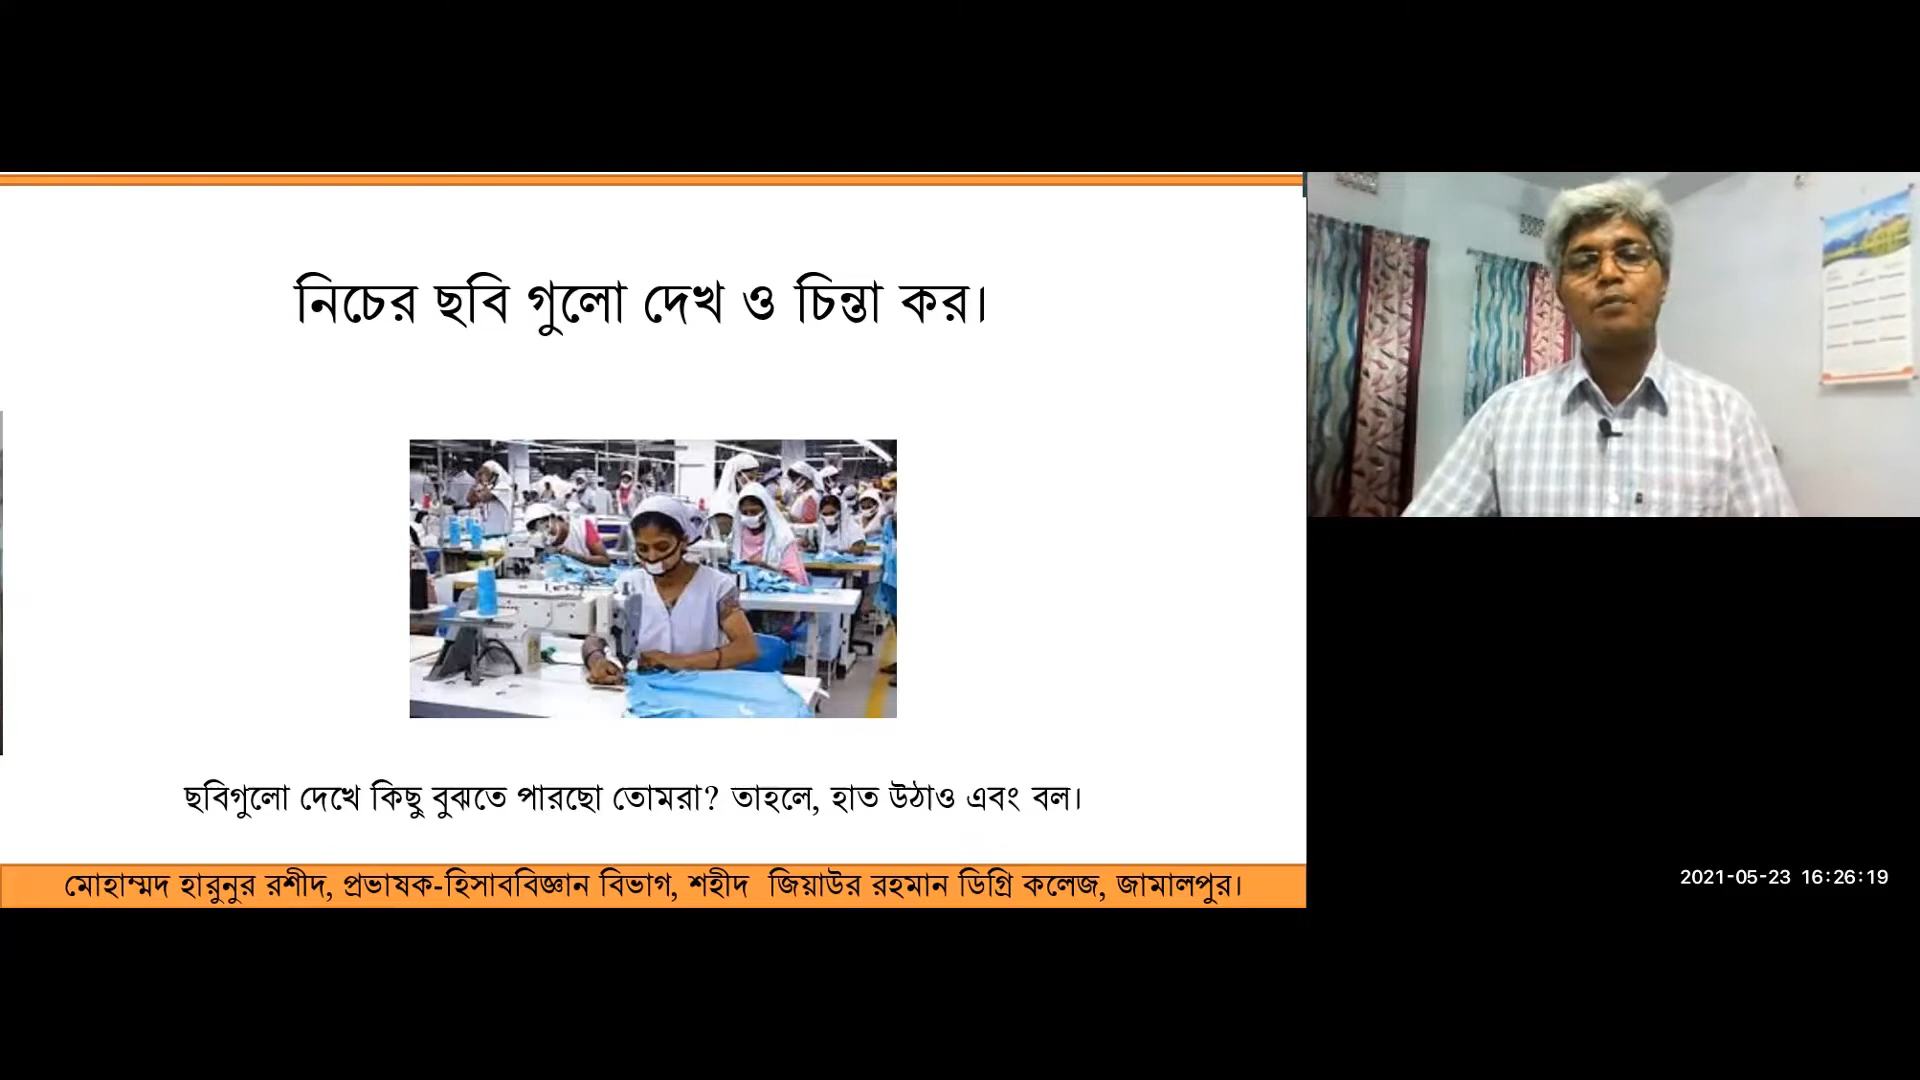 নিচের ছবি গুলো দেখ ও চিন্তা কর।
ছবিগুলো দেখে কিছু বুঝতে পারছো তোমরা? তাহলে, হাত উঠাও এবং বল।
মোহাম্মদ হারুনুর রশীদ, প্রভাষক-হিসাববিজ্ঞান বিভাগ, শহীদ জিয়াউর রহমান ডিগ্রি কলেজ, জামালপুর।
2021-05-23 16:26:19